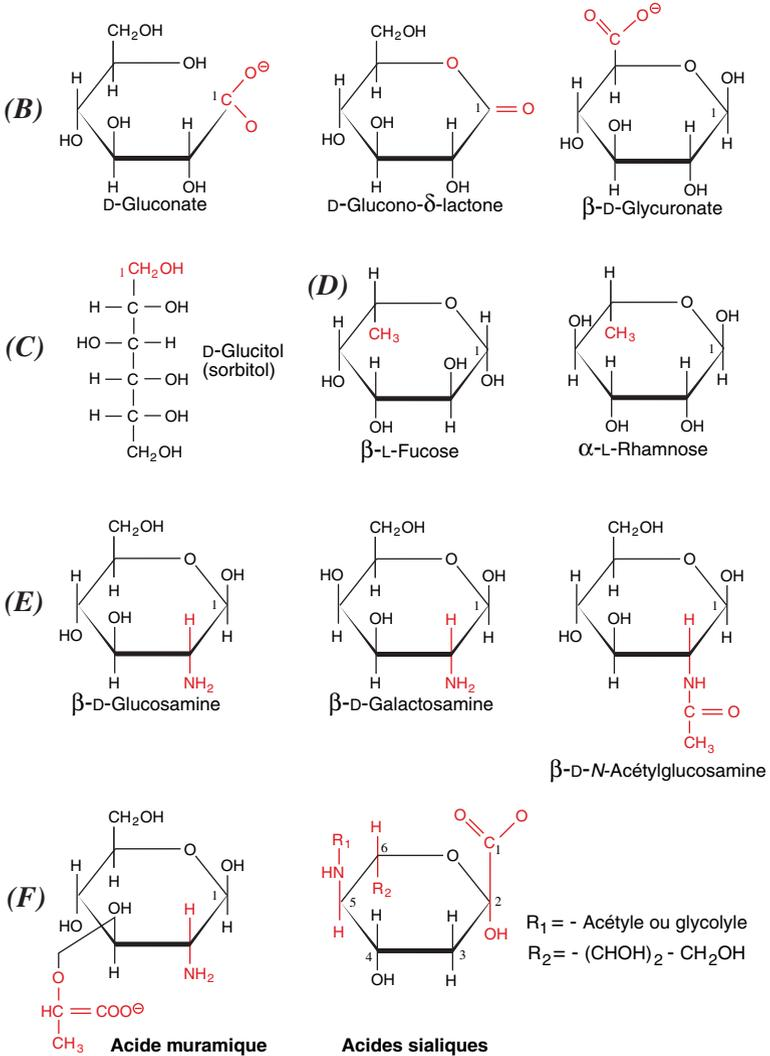 (B)
CH2OH
OH
H
H
HO
OH
H
H
OH
1 C
O⊖
O
D-Gluconate
CH2OH
O
H
H
HO
OH
H
H
OH
1
O
D-Glucono-δ-lactone
O
O⊖
C
O
H
H
HO
OH
H
H
OH
1
OH
H
β-D-Glycuronate
(C)
1 CH2OH
H – C – OH
HO – C – H
H – C – OH
H – C – OH
CH2OH
D-Glucitol
(sorbitol)
(D)
H
O
H
CH3
HO
H
OH
OH
H
1
H
OH
β-L-Fucose
H
O
OH
CH3
H
H
OH
H
OH
1
OH
H
α-L-Rhamnose
(E)
CH2OH
O
H
H
HO
OH
H
H
NH2
1
OH
H
β-D-Glucosamine
CH2OH
O
HO
H
H
OH
H
H
NH2
1
OH
H
β-D-Galactosamine
CH2OH
O
H
H
HO
OH
H
H
NH
C = O
CH3
1
OH
H
β-D-N-Acétylglucosamine
(F)
CH2OH
O
H
H
HO
OH
H
H
NH2
1
OH
H
O
HC = COO⊖
CH3
Acide muramique
R1
HN
H
5
H
6
R2
O
O
O
C
1
2
OH
H
4
OH
H
3
H
Acides sialiques
R1 = - Acétyle ou glycolyle
R2 = - (CHOH)2 - CH2OH